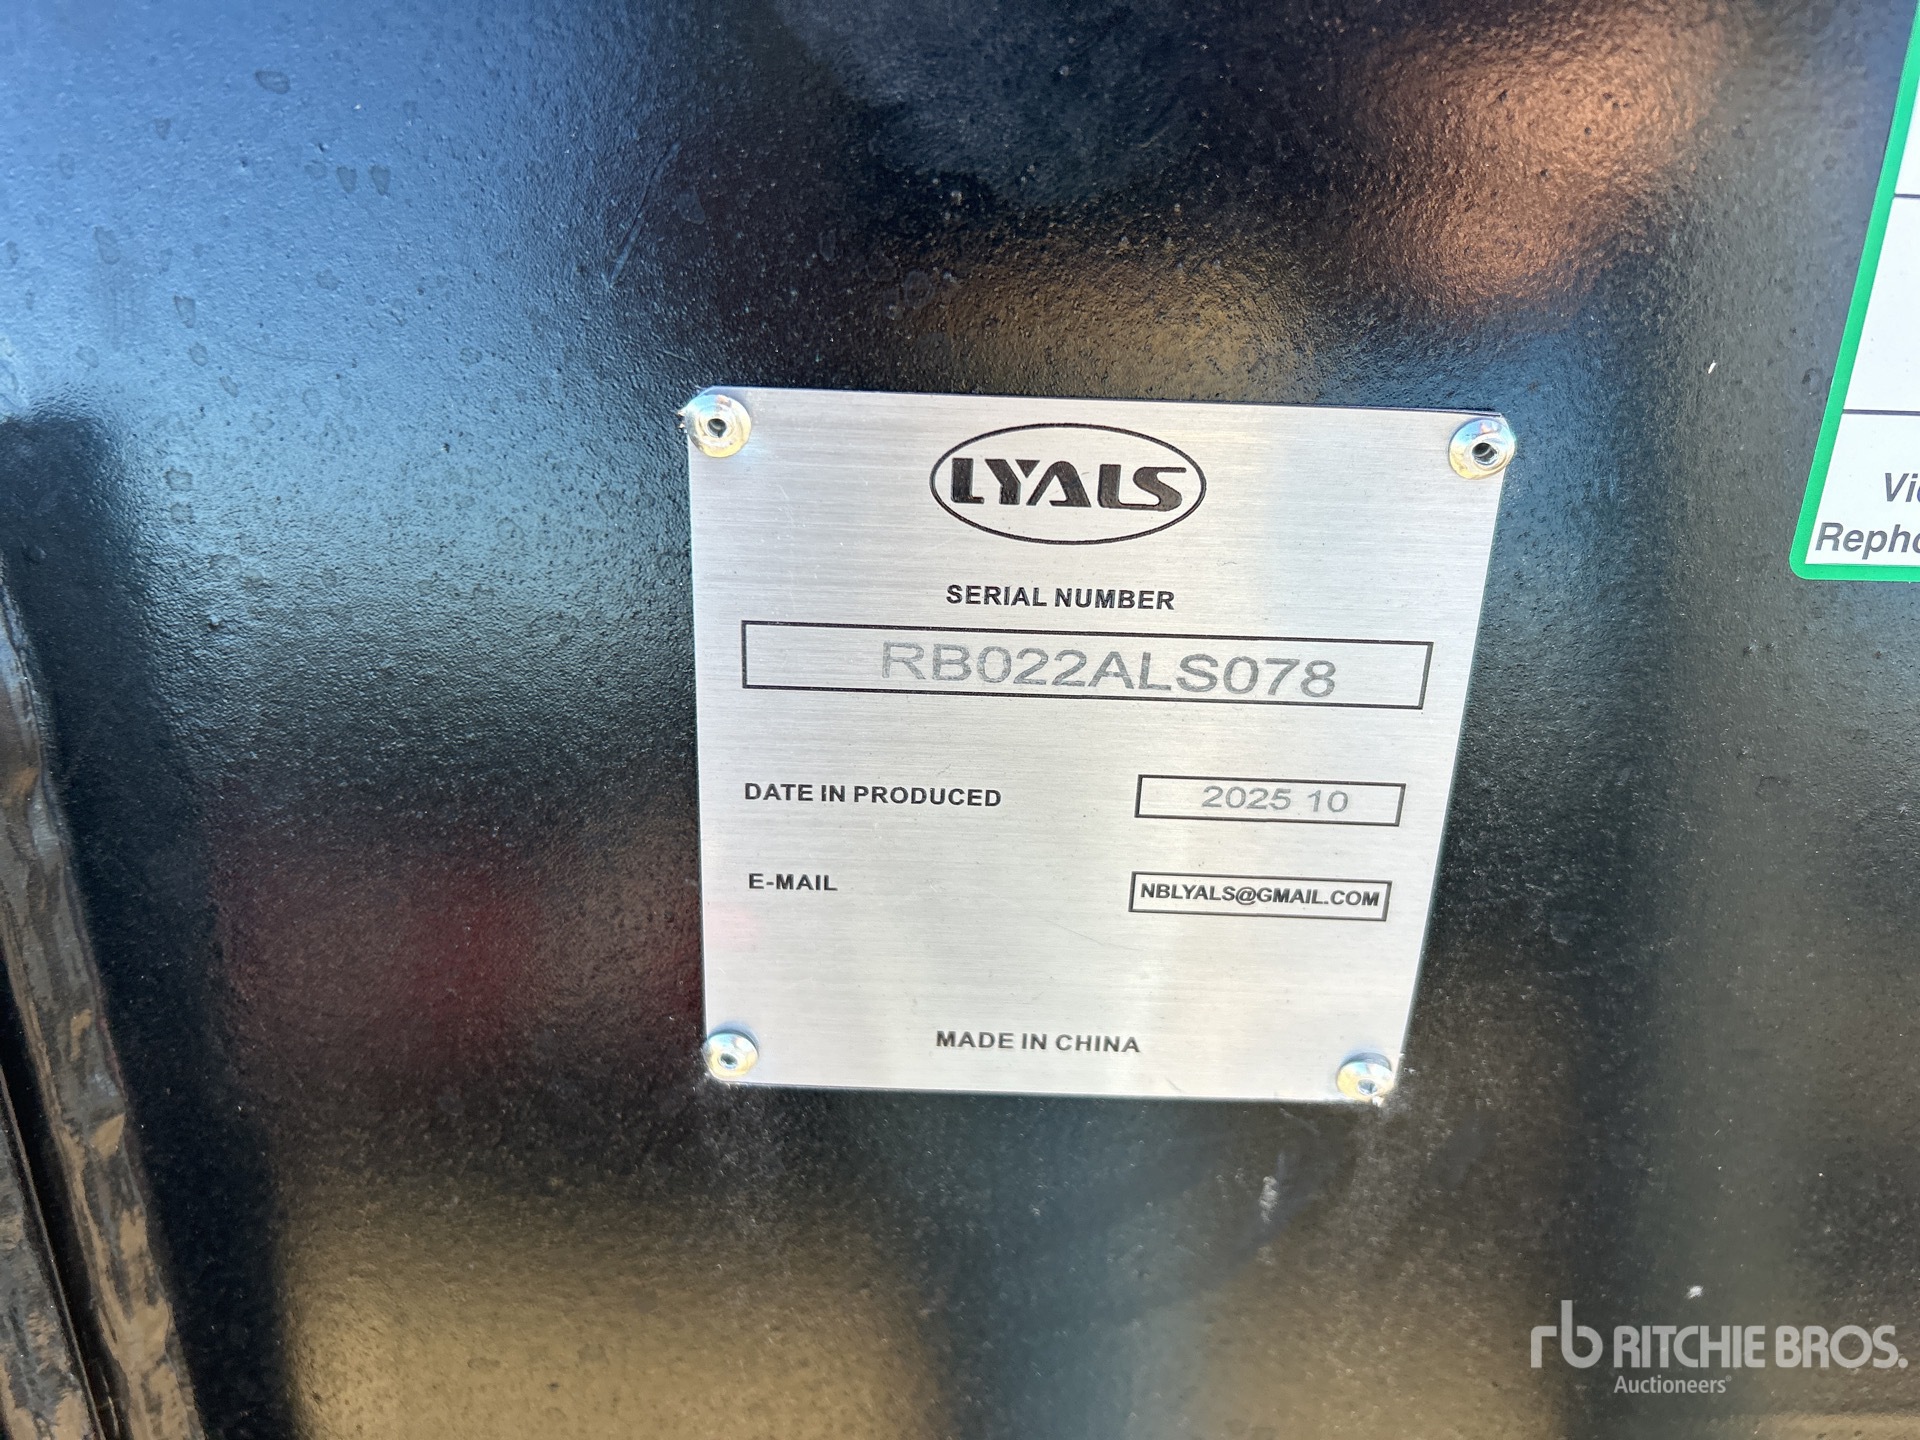 LYALS
SERIAL NUMBER
RB022ALS078
DATE IN PRODUCED 2025 10
E-MAIL NBLYALS@GMAIL.COM
MADE IN CHINA
rb RITCHIE BROS.
Auctioneers